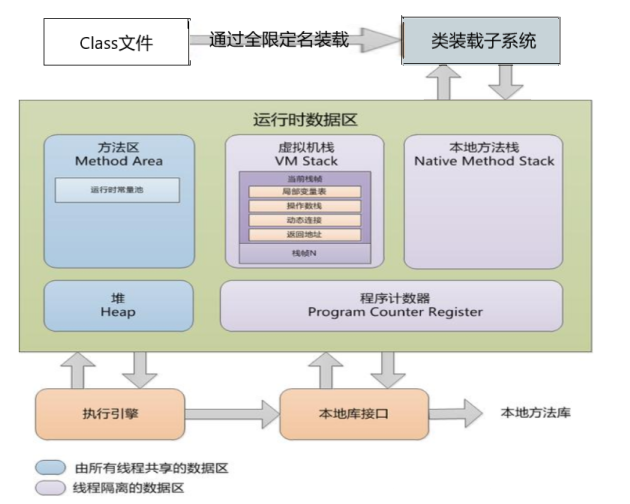 Class文件
通过全限定名装载
类装载子系统
运行时数据区
方法区
Method Area
运行时常量池
虚拟机栈
VM Stack
当前栈帧
局部变量表
操作数栈
动态连接
返回地址
栈帧N
本地方法栈
Native Method Stack
堆
Heap
程序计数器
Program Counter Register
执行引擎
本地库接口
本地方法库
由所有线程共享的数据区
线程隔离的数据区